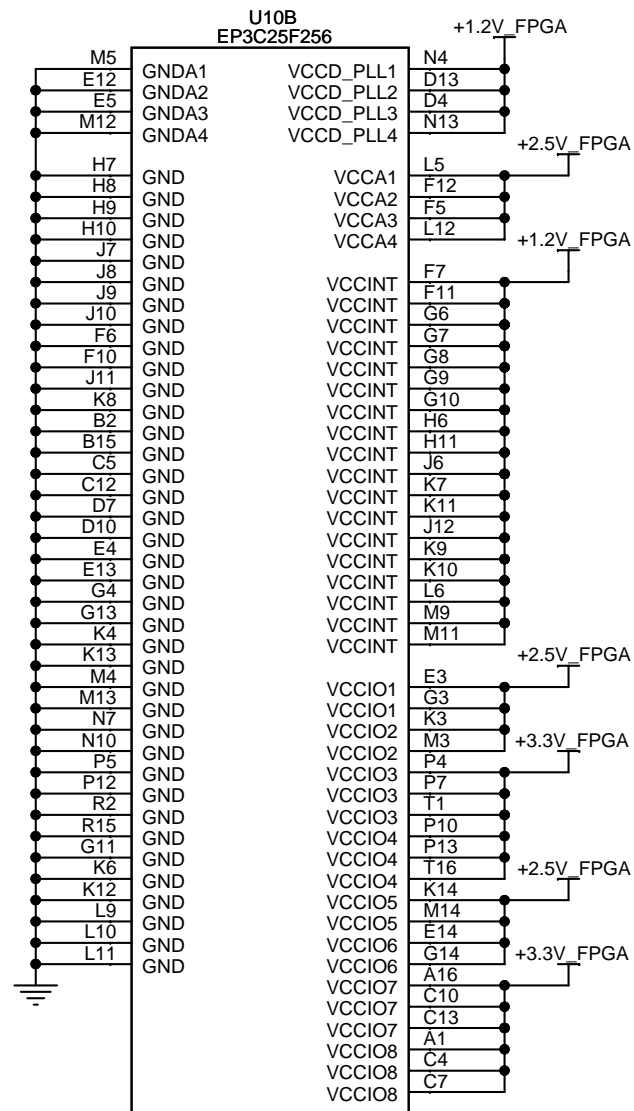 U10B
EP3C25F256
+1.2V_FPGA
M5 GNDA1 VCCD_PLL1 N4
E12 GNDA2 VCCD_PLL2 D13
E5 GNDA3 VCCD_PLL3 D4
M12 GNDA4 VCCD_PLL4 N13
+2.5V_FPGA
H7 GND VCCA1 L5
H8 GND VCCA2 F12
H9 GND VCCA3 F5
H10 GND VCCA4 L12
+1.2V_FPGA
J7 GND
J8 GND VCCINT F7
J9 GND VCCINT F11
J10 GND VCCINT G6
F6 GND VCCINT G7
F10 GND VCCINT G8
J11 GND VCCINT G9
K8 GND VCCINT G10
B2 GND VCCINT H6
B15 GND VCCINT H11
C5 GND VCCINT J6
C12 GND VCCINT K7
D7 GND VCCINT K11
D10 GND VCCINT J12
E4 GND VCCINT K9
E13 GND VCCINT K10
G4 GND VCCINT L6
G13 GND VCCINT M9
K4 GND VCCINT M11
K13 GND
+2.5V_FPGA
M4 GND VCCIO1 E3
M13 GND VCCIO1 G3
N7 GND VCCIO2 K3
N10 GND VCCIO2 M3
+3.3V_FPGA
P5 GND VCCIO3 P4
P12 GND VCCIO3 P7
R2 GND VCCIO3 T1
R15 GND VCCIO4 P10
G11 GND VCCIO4 P13
K6 GND VCCIO4 T16
+2.5V_FPGA
K12 GND VCCIO5 K14
L9 GND VCCIO5 M14
L10 GND VCCIO6 E14
L11 GND VCCIO6 G14
+3.3V_FPGA
VCCIO7 A16
VCCIO7 C10
VCCIO7 C13
VCCIO8 A1
VCCIO8 C4
VCCIO8 C7